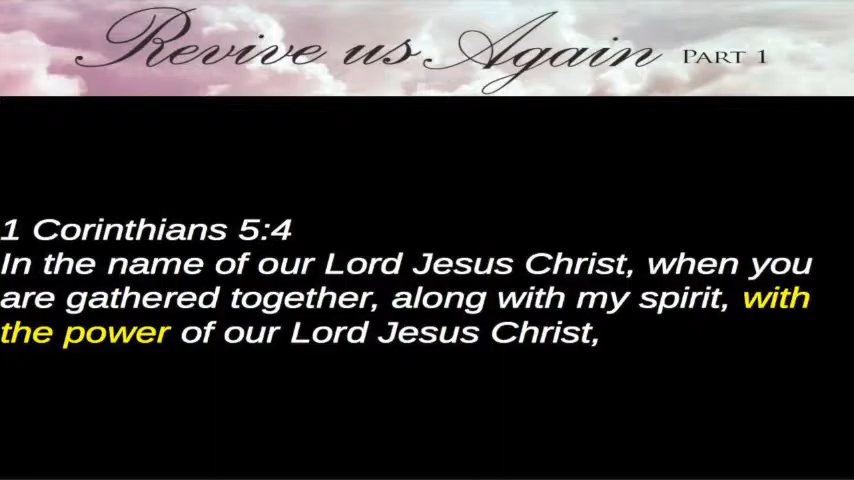 Revive us Again PART 1
1 Corinthians 5:4
In the name of our Lord Jesus Christ, when you
are gathered together, along with my spirit, with
the power of our Lord Jesus Christ,